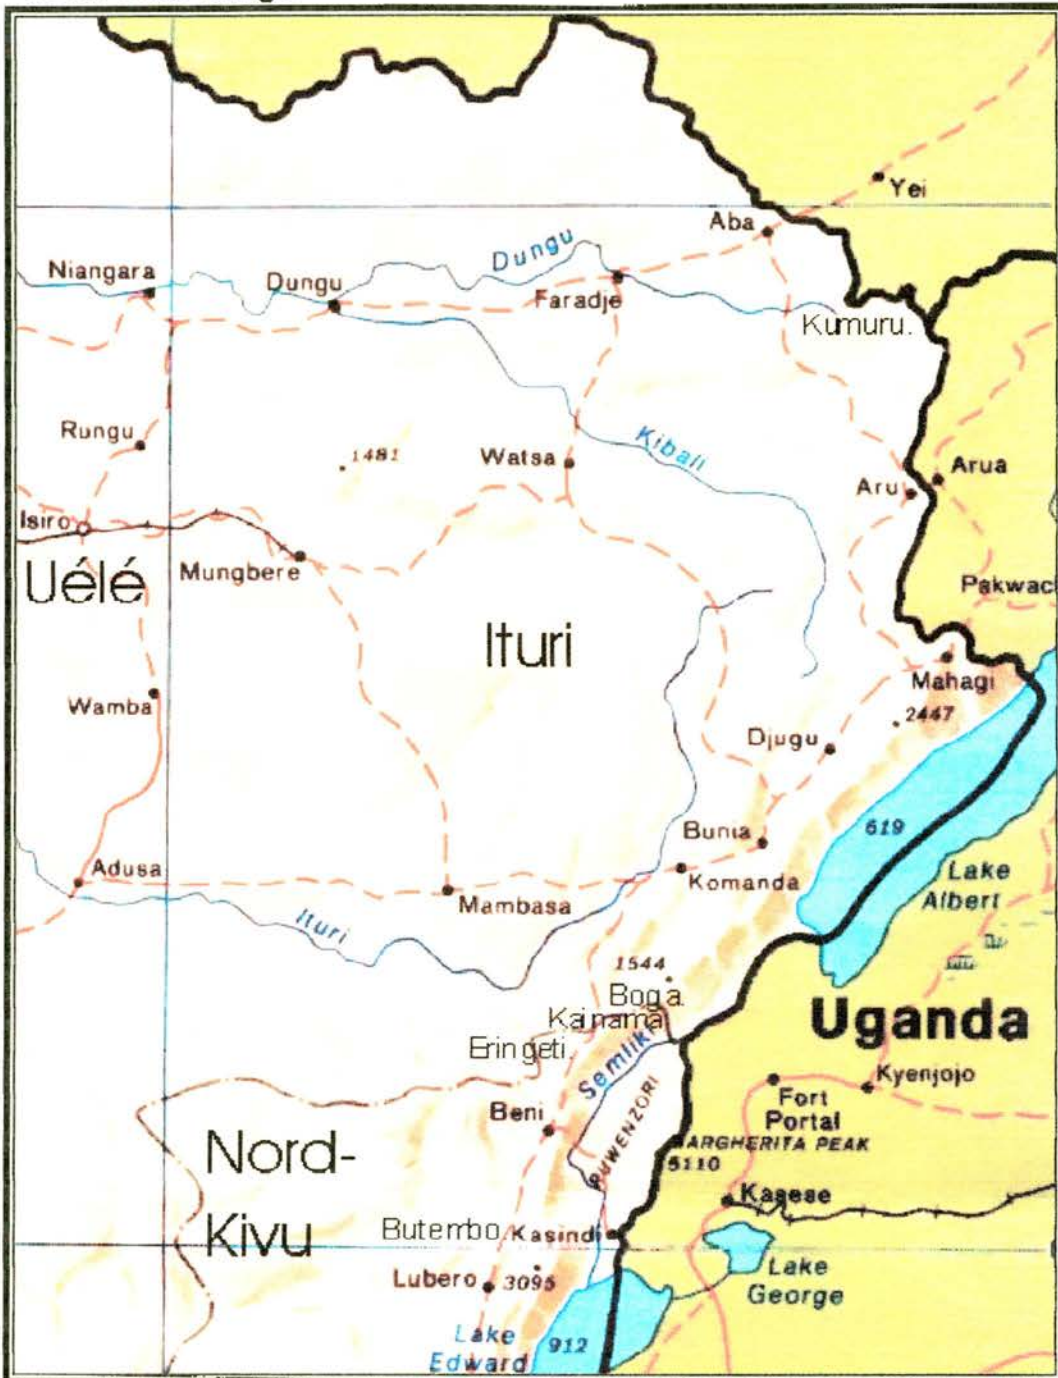 Yei
Aba
Dungu
Niangara
Dungu
Faradje
Kumuru.
Rungu
1481
Watsa
Kibali
Aru
Arua
Isiro
Uélé
Mungbere
Ituri
Pakwac
Wamba
Mahagi
2447
Djugu
Bunia
619
Adusa
Komanda
Lake
Albert
Mambasa
Ituri
1544
Boga.
Kainama
Eringeti.
Semliki
Uganda
Beni
Fort
Portal
Kyenjojo
RUWENZORI
MARGHERITA PEAK
5110
Nord-
Kivu
Kasese
Butembo
Kasindi
Lubero
3095
Lake
George
Lake
Edward
912